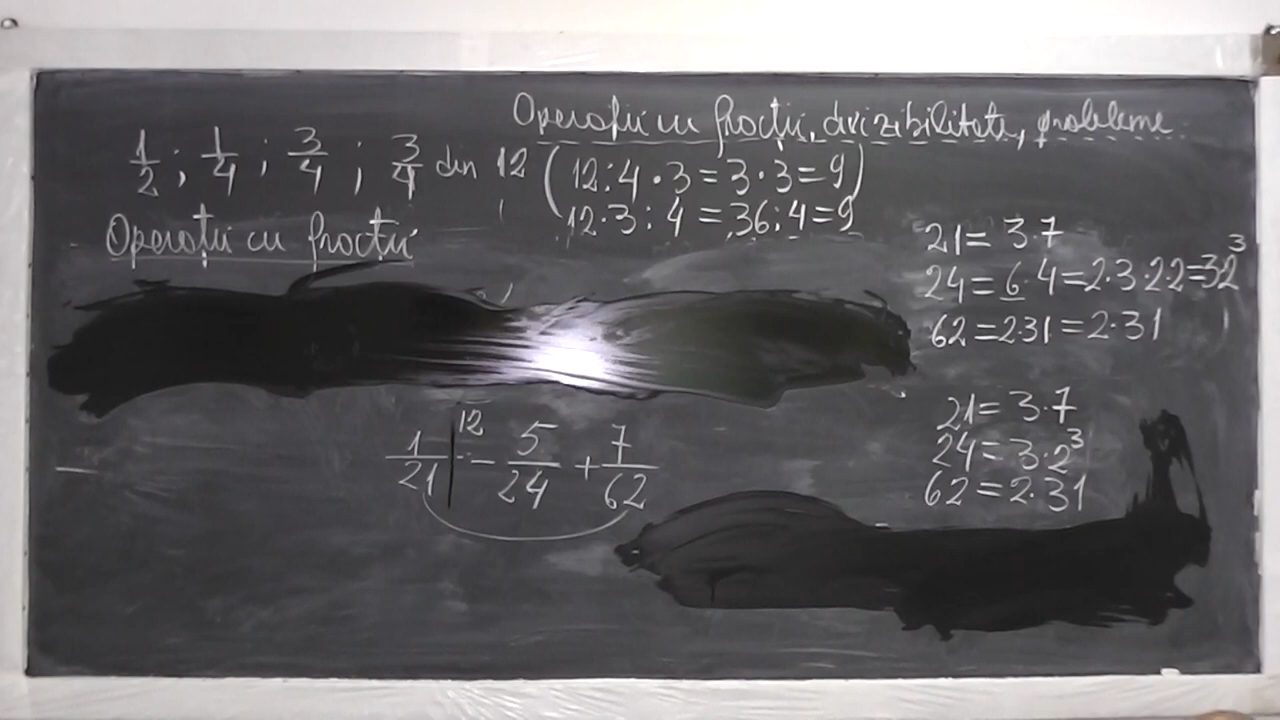 Operații cu fracții, divizibilitate, probleme
1/2 ; 1/4 ; 3/4 ; 3/4 din 12 (12:4·3=3·3=9)
12·3:4=36:4=9
Operații cu fracții
21=3·7
24=6·4=2·3·2·2=3·2³
62=2·31=2·31
21=3·7
24=3·2³
62=2·31
12
1/21 - 5/24 + 7/62